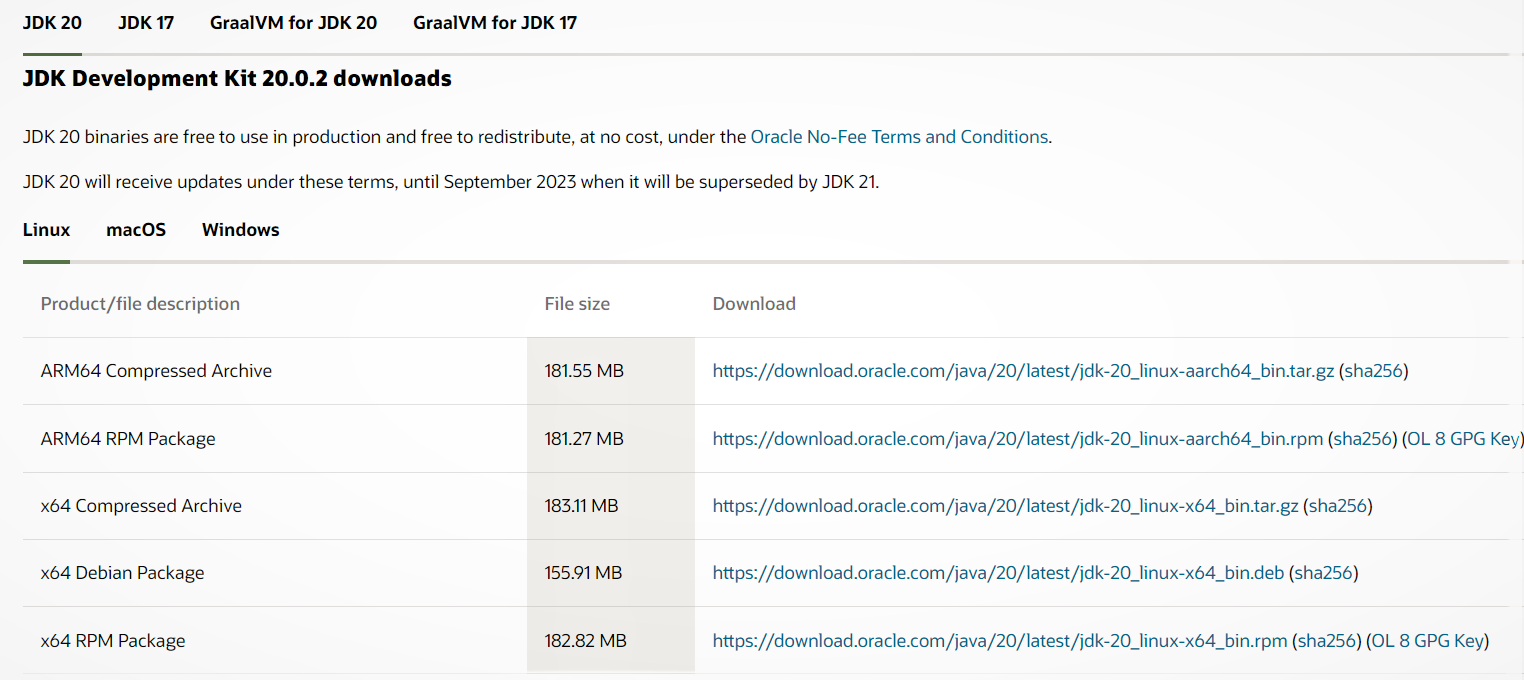 JDK 20 JDK 17 GraalVM for JDK 20 GraalVM for JDK 17
JDK Development Kit 20.0.2 downloads
JDK 20 binaries are free to use in production and free to redistribute, at no cost, under the Oracle No-Fee Terms and Conditions.
JDK 20 will receive updates under these terms, until September 2023 when it will be superseded by JDK 21.
Linux macOS Windows
Product/file description File size Download
ARM64 Compressed Archive 181.55 MB https://download.oracle.com/java/20/latest/jdk-20_linux-aarch64_bin.tar.gz (sha256)
ARM64 RPM Package 181.27 MB https://download.oracle.com/java/20/latest/jdk-20_linux-aarch64_bin.rpm (sha256) (OL 8 GPG Key)
x64 Compressed Archive 183.11 MB https://download.oracle.com/java/20/latest/jdk-20_linux-x64_bin.tar.gz (sha256)
x64 Debian Package 155.91 MB https://download.oracle.com/java/20/latest/jdk-20_linux-x64_bin.deb (sha256)
x64 RPM Package 182.82 MB https://download.oracle.com/java/20/latest/jdk-20_linux-x64_bin.rpm (sha256) (OL 8 GPG Key)